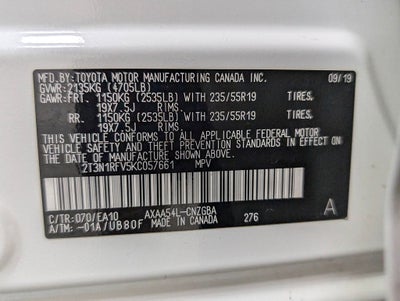 MFD.BY:TOYOTA MOTOR MANUFACTURING CANADA INC. 09/19
GVWR:2135KG (4705LB)
GAWR:FRT. 1150KG (2535LB) WITH 235/55R19 TIRES,
19X7.5J RIMS.
RR. 1150KG (2535LB) WITH 235/55R19 TIRES,
19X7.5J RIMS.
THIS VEHICLE CONFORMS TO ALL APPLICABLE FEDERAL MOTOR
VEHICLE SAFETY AND THEFT PREVENTION STANDARDS IN EFFECT
ON THE DATE OF MANUFACTURE SHOWN ABOVE.
2T3N1RFV5KC057661 MPV
C/TR:070/EA10 AXAA54L-CNZGBA 276 A
A/TM: -01A/UB80F MADE IN CANADA